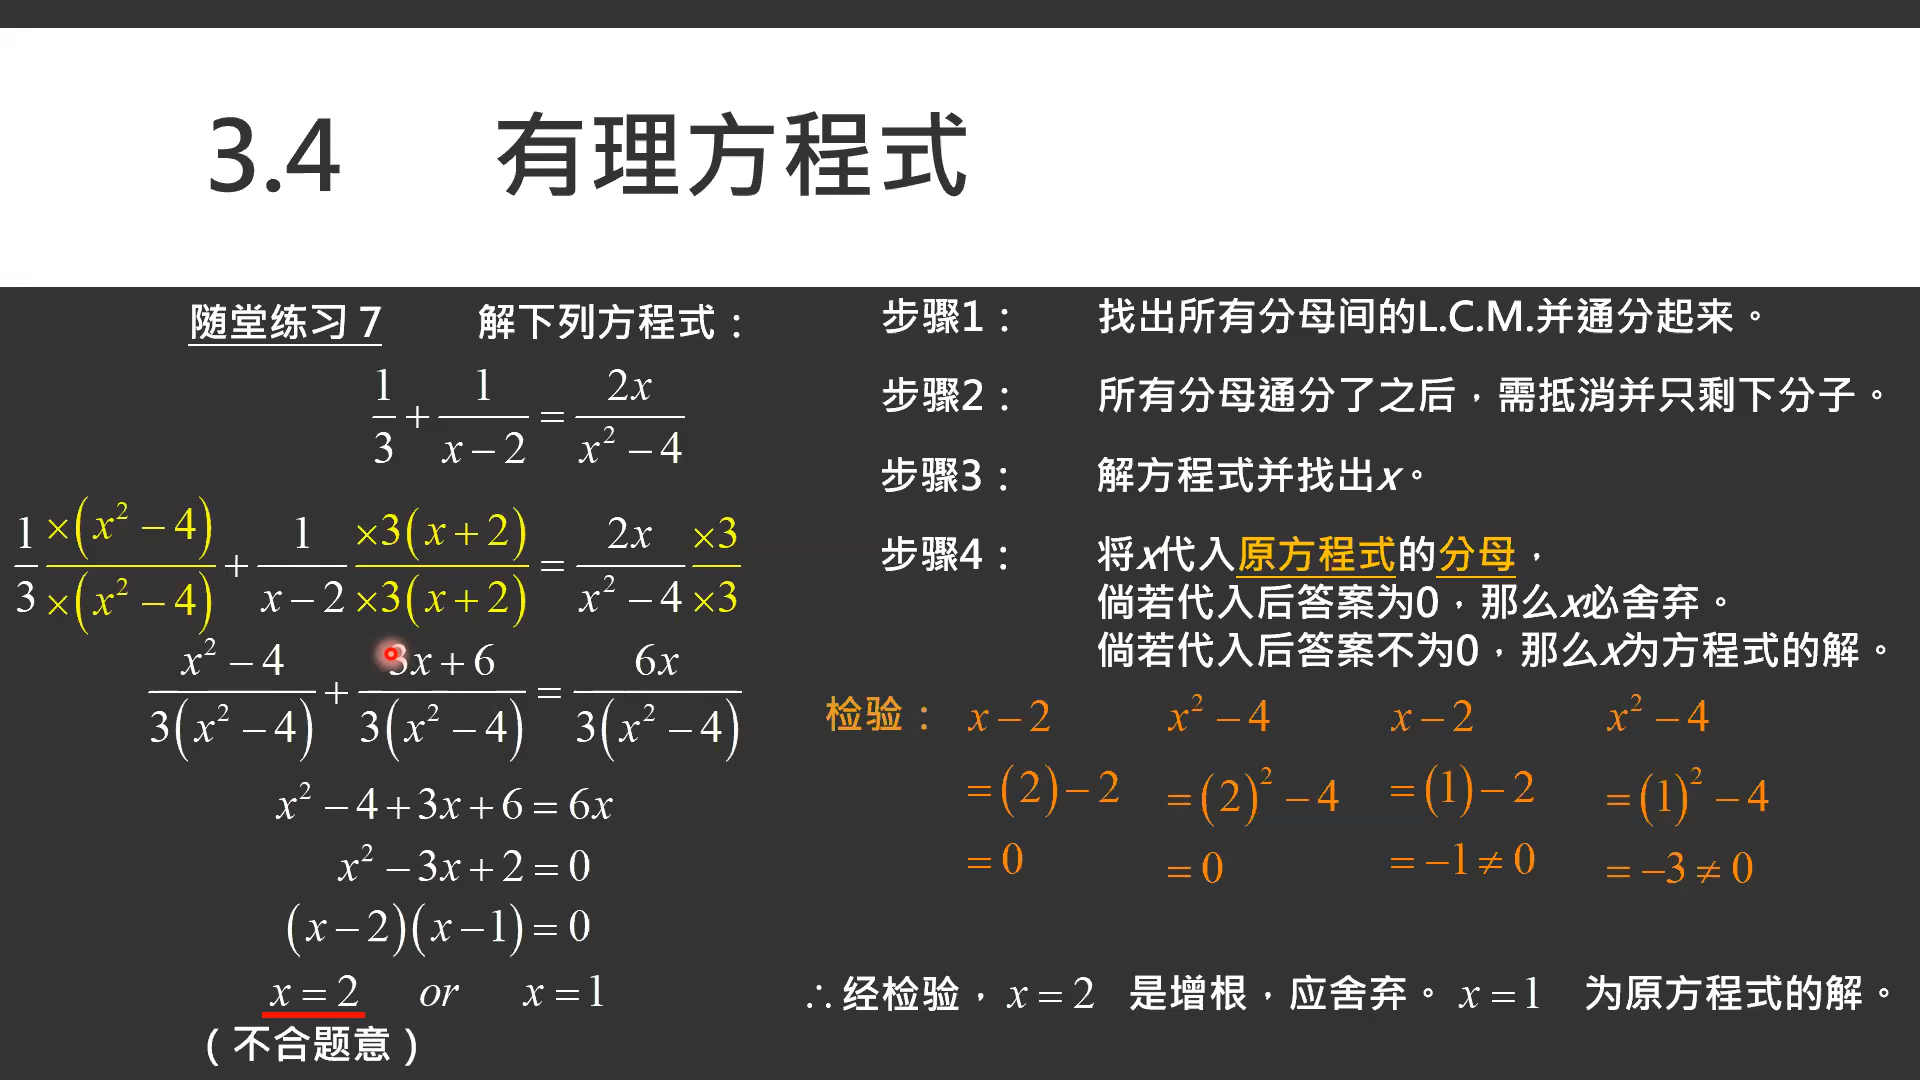 3.4 有理方程式
随堂练习 7 解下列方程式：
1/3 + 1/(x−2) = 2x/(x²−4)
1×(x²−4)/3×(x²−4) + 1×3(x+2)/(x−2)×3(x+2) = 2x×3/(x²−4)×3
(x²−4)/3(x²−4) + (3x+6)/3(x²−4) = 6x/3(x²−4)
x²−4+3x+6=6x
x²−3x+2=0
(x−2)(x−1)=0
x=2 or x=1
（不合题意）
步骤1： 找出所有分母间的L.C.M.并通分起来。
步骤2： 所有分母通分了之后，需抵消并只剩下分子。
步骤3： 解方程式并找出x。
步骤4： 将x代入原方程式的分母，
倘若代入后答案为0，那么x必舍弃。
倘若代入后答案不为0，那么x为方程式的解。
检验： x−2 x²−4 x−2 x²−4
=(2)−2 =(2)²−4 =(1)−2 =(1)²−4
=0 =0 =−1≠0 =−3≠0
∴经检验，x=2 是增根，应舍弃。x=1 为原方程式的解。